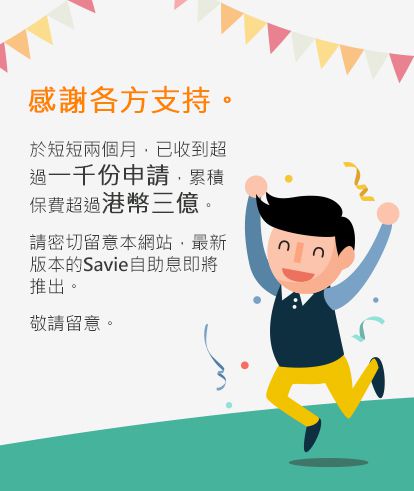 感謝各方支持。
於短短兩個月，已收到超
過一千份申請，累積
保費超過港幣三億。
請密切留意本網站，最新
版本的Savie自助息即將
推出。
敬請留意。